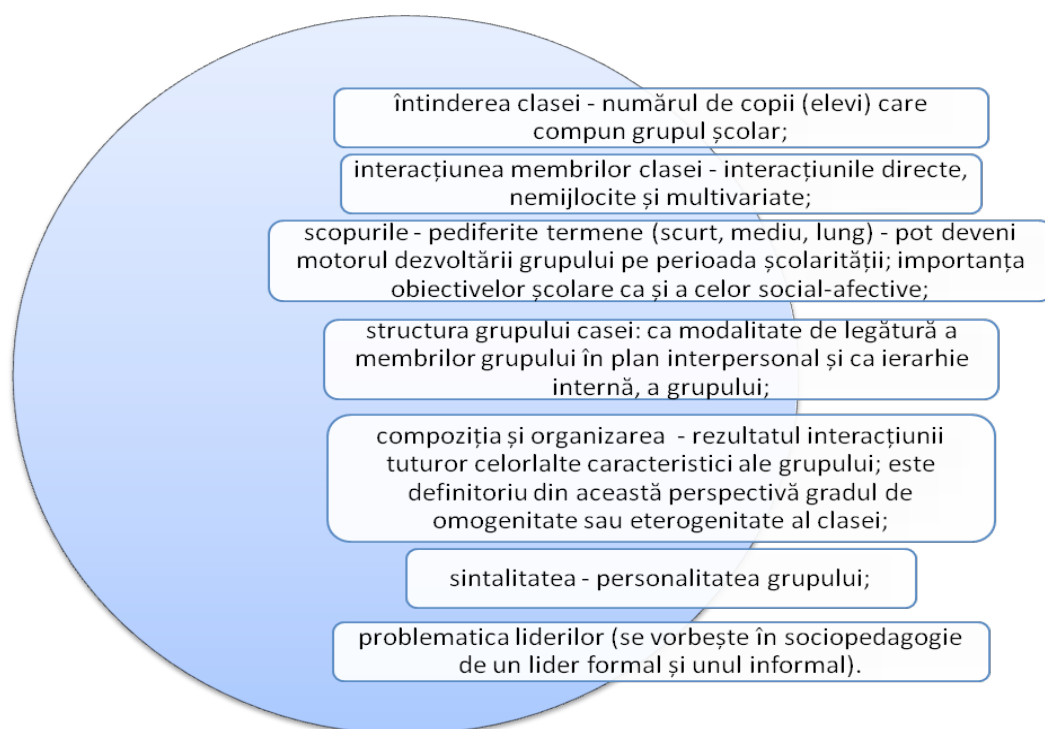 întinderea clasei - numărul de copii (elevi) care
compun grupul școlar;
interacțiunea membrilor clasei - interacțiunile directe,
nemijlocite și multivariate;
scopurile - pediferite termene (scurt, mediu, lung) - pot deveni
motorul dezvoltării grupului pe perioada școlarității; importanța
obiectivelor școlare ca și a celor social-afective;
structura grupului casei: ca modalitate de legătură a
membrilor grupului în plan interpersonal și ca ierarhie
internă, a grupului;
compoziția și organizarea - rezultatul interacțiunii
tuturor celorlalte caracteristici ale grupului; este
definitoriu din această perspectivă gradul de
omogenitate sau eterogenitate al clasei;
sintalitatea - personalitatea grupului;
problematica liderilor (se vorbește în sociopedagogie
de un lider formal și unul informal).